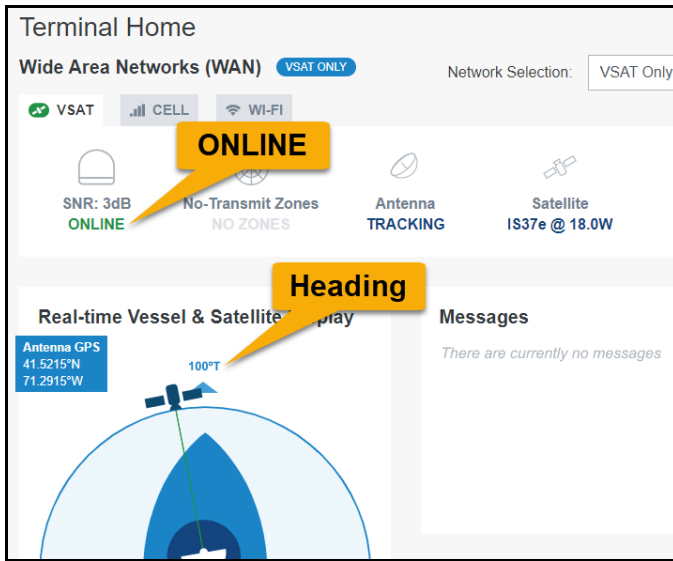 Terminal Home
Wide Area Networks (WAN) VSAT ONLY
Network Selection: VSAT Only
VSAT CELL WI-FI
ONLINE
SNR: 3dB No-Transmit Zones Antenna Satellite
ONLINE NO ZONES TRACKING IS37e @ 18.0W
Heading
Real-time Vessel & Satellite play
Messages
Antenna GPS
41.5215°N
71.2915°W
100°T
There are currently no messages